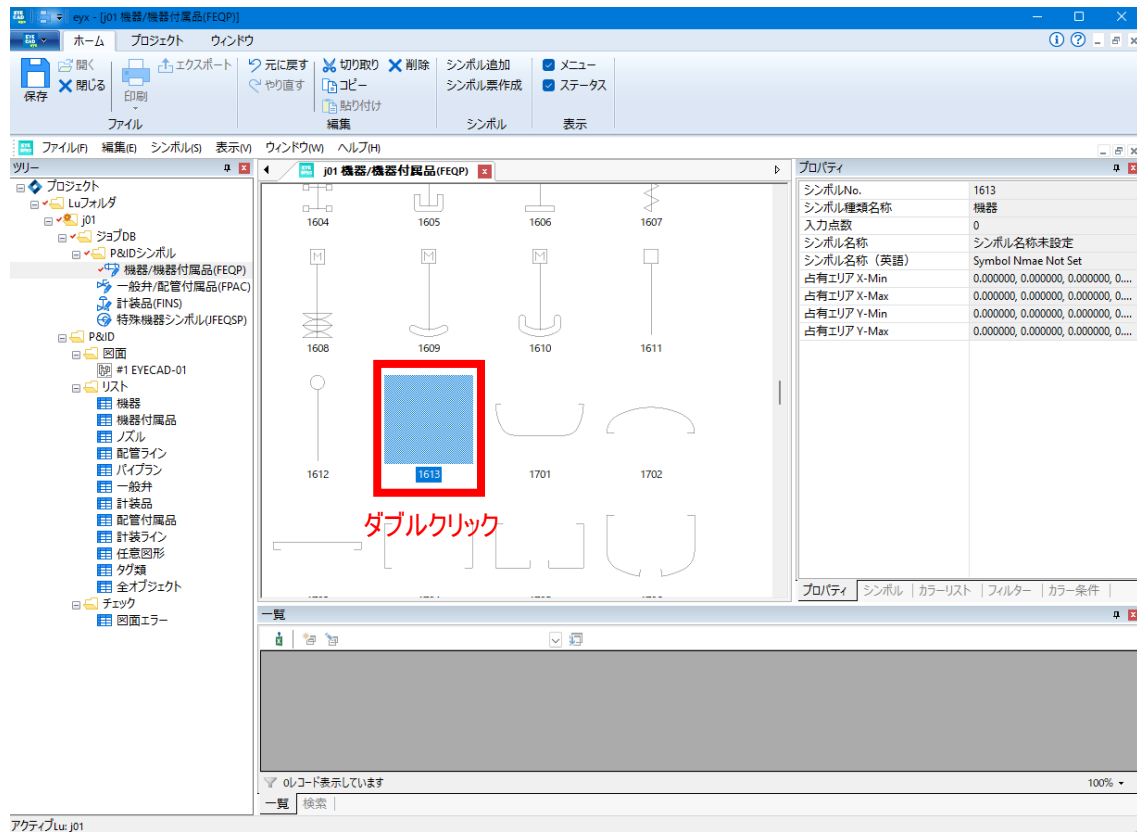 eyx - [j01 機器/機器付属品(FEQP)]
ホーム プロジェクト ウィンドウ
保存
開く
閉じる
印刷
エクスポート
ファイル
元に戻す
やり直す
切り取り
削除
コピー
貼り付け
編集
シンボル追加
シンボル票作成
シンボル
メニュー
ステータス
表示
ファイル(F) 編集(E) シンボル(S) 表示(V) ウィンドウ(W) ヘルプ(H)
ツリー
プロジェクト
Luフォルダ
j01
ジョブDB
P&IDシンボル
機器/機器付属品(FEQP)
一般弁/配管付属品(FPAC)
計装品(FINS)
特殊機器シンボル(JFEQSP)
P&ID
図面
#1 EYECAD-01
リスト
機器
機器付属品
ノズル
配管ライン
パイプラン
一般弁
計装品
配管付属品
計装ライン
任意図形
タグ類
全オブジェクト
チェック
図面エラー
j01 機器/機器付属品(FEQP)
1604 1605 1606 1607
M M M
1608 1609 1610 1611
1612 1613 1701 1702
ダブルクリック
プロパティ
シンボルNo. 1613
シンボル種類名称 機器
入力点数 0
シンボル名称 シンボル名称未設定
シンボル名称（英語） Symbol Nmae Not Set
占有エリア X-Min 0.000000, 0.000000, 0.000000, 0....
占有エリア X-Max 0.000000, 0.000000, 0.000000, 0....
占有エリア Y-Min 0.000000, 0.000000, 0.000000, 0....
占有エリア Y-Max 0.000000, 0.000000, 0.000000, 0....
プロパティ シンボル カラーリスト フィルター カラー条件
一覧
0レコード表示しています
100%
一覧 検索
アクティブLu: j01